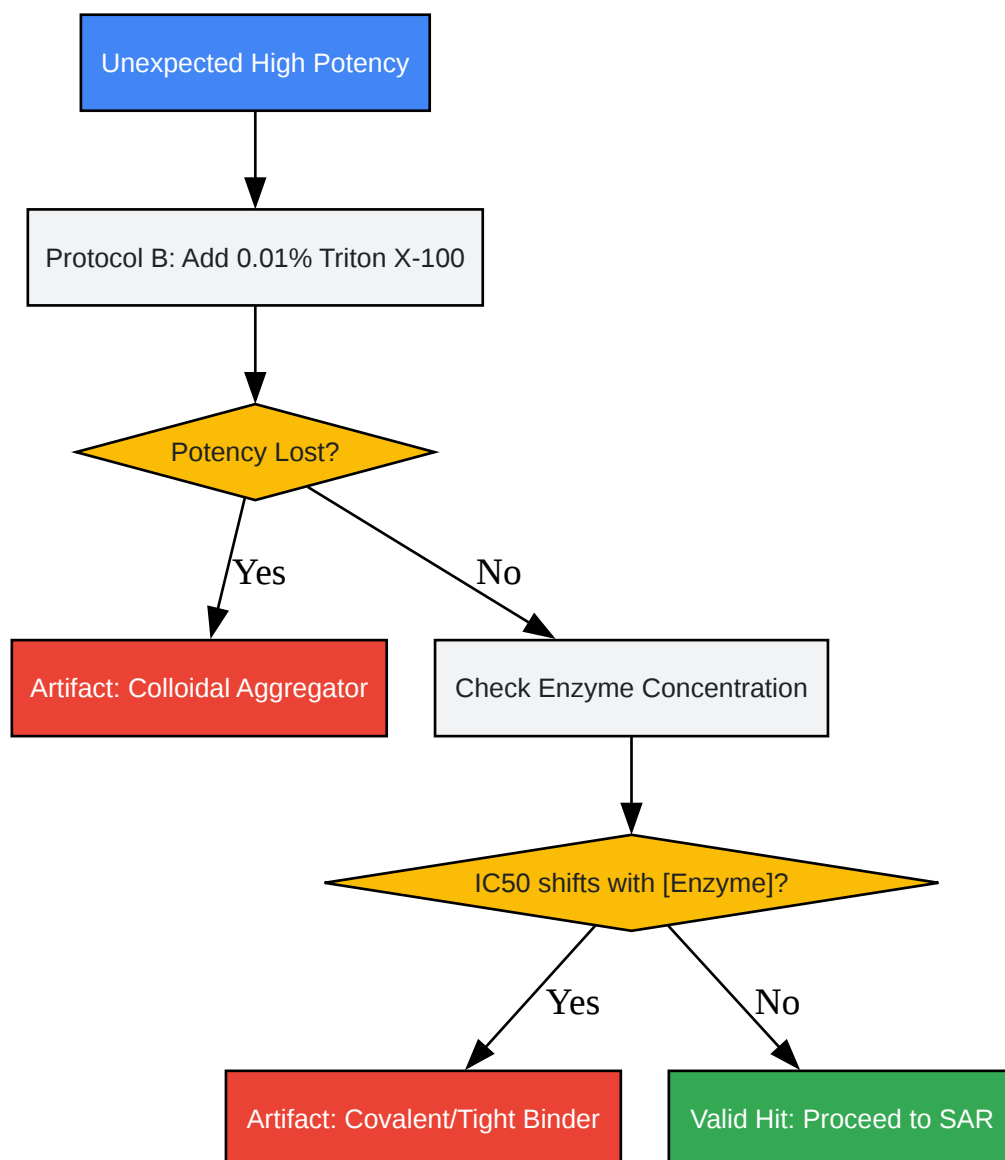 Unexpected High Potency
Protocol B: Add 0.01% Triton X-100
Potency Lost?
Yes
No
Artifact: Colloidal Aggregator
Check Enzyme Concentration
IC50 shifts with [Enzyme]?
Yes
No
Artifact: Covalent/Tight Binder
Valid Hit: Proceed to SAR